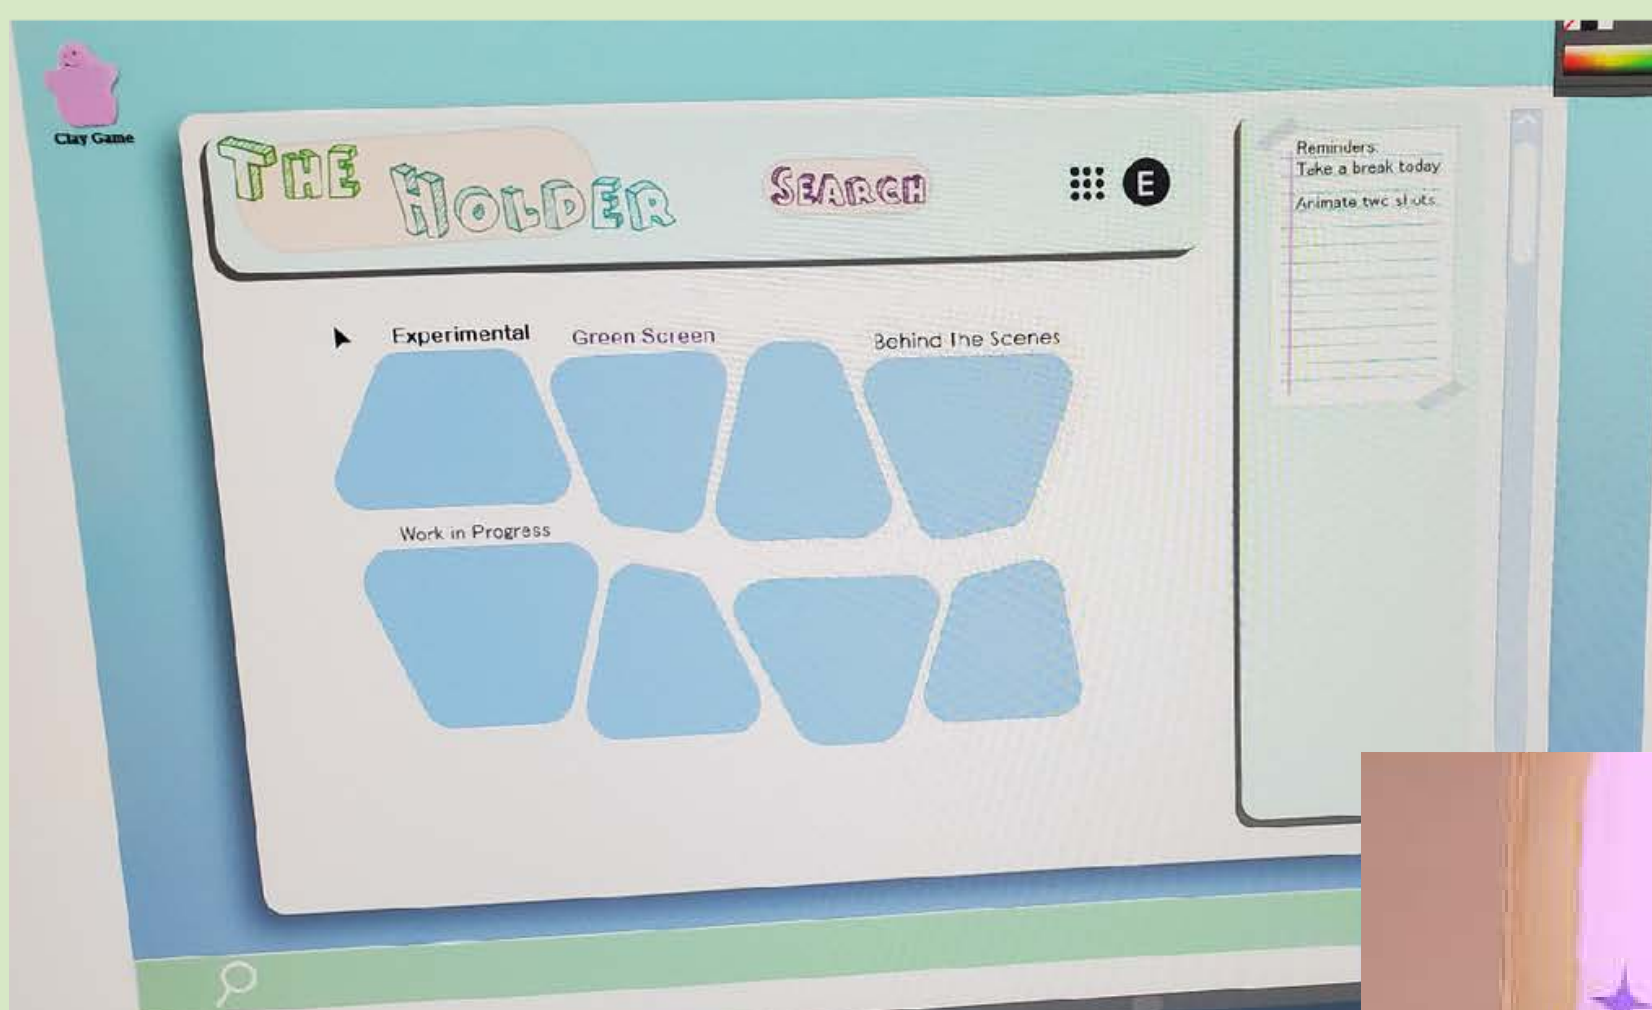 Clay Game
THE
HOLDER
SEARCH
E
Reminders:
Take a break today
Animate two shots
Experimental
Green Screen
Behind The Scenes
Work in Progress